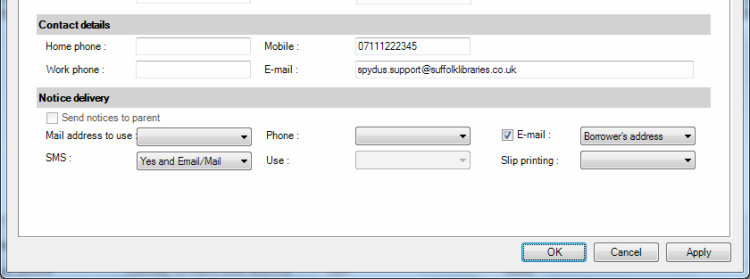 Contact details
Home phone : Mobile : 07111222345
Work phone : E-mail : spydus.support@suffolklibraries.co.uk
Notice delivery
Send notices to parent
Mail address to use : Phone : E-mail : Borrower's address
SMS : Yes and Email/Mail Use : Slip printing :
OK Cancel Apply